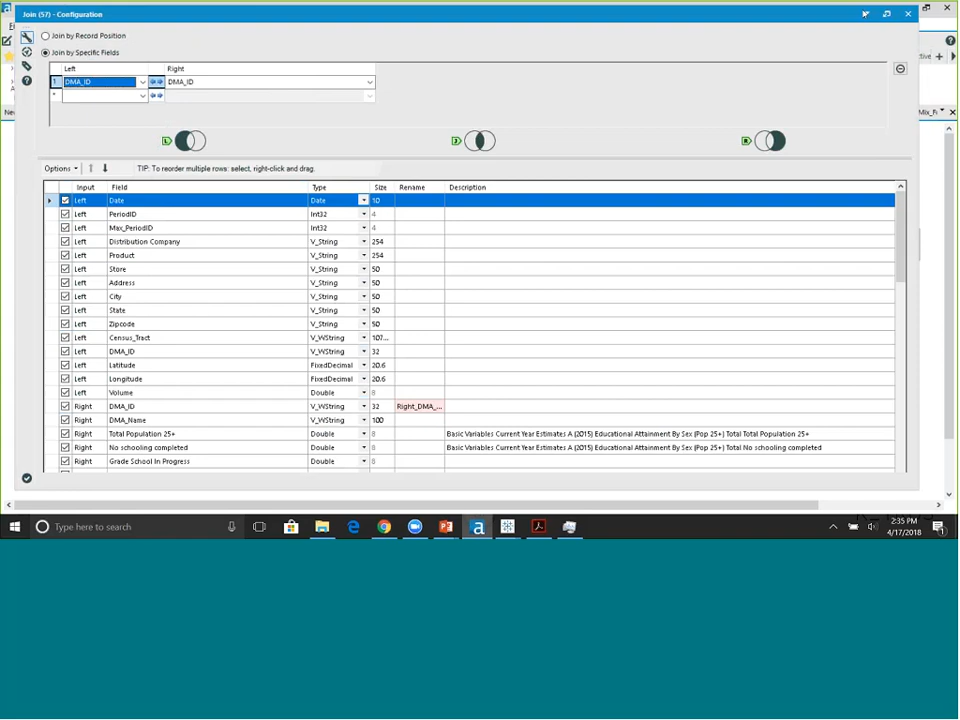 Join (57) - Configuration
Join by Record Position
Join by Specific Fields
Left Right
1 DMA_ID DMA_ID
*
L J R
Options TIP: To reorder multiple rows: select, right-click and drag.
Input Field Type Size Rename Description
Left Date Date 10
Left PeriodID Int32 4
Left Max_PeriodID Int32 4
Left Distribution Company V_String 254
Left Product V_String 254
Left Store V_String 50
Left Address V_String 50
Left City V_String 50
Left State V_String 50
Left Zipcode V_String 50
Left Census_Tract V_WString 107...
Left DMA_ID V_WString 32
Left Latitude FixedDecimal 20.6
Left Longitude FixedDecimal 20.6
Left Volume Double 8
Right DMA_ID V_WString 32 Right_DMA_...
Right DMA_Name V_WString 100
Right Total Population 25+ Double 8 Basic Variables Current Year Estimates A (2015) Educational Attainment By Sex (Pop 25+) Total Total Population 25+
Right No schooling completed Double 8 Basic Variables Current Year Estimates A (2015) Educational Attainment By Sex (Pop 25+) Total No schooling completed
Right Grade School In Progress Double 8
Type here to search
2:35 PM
4/17/2018